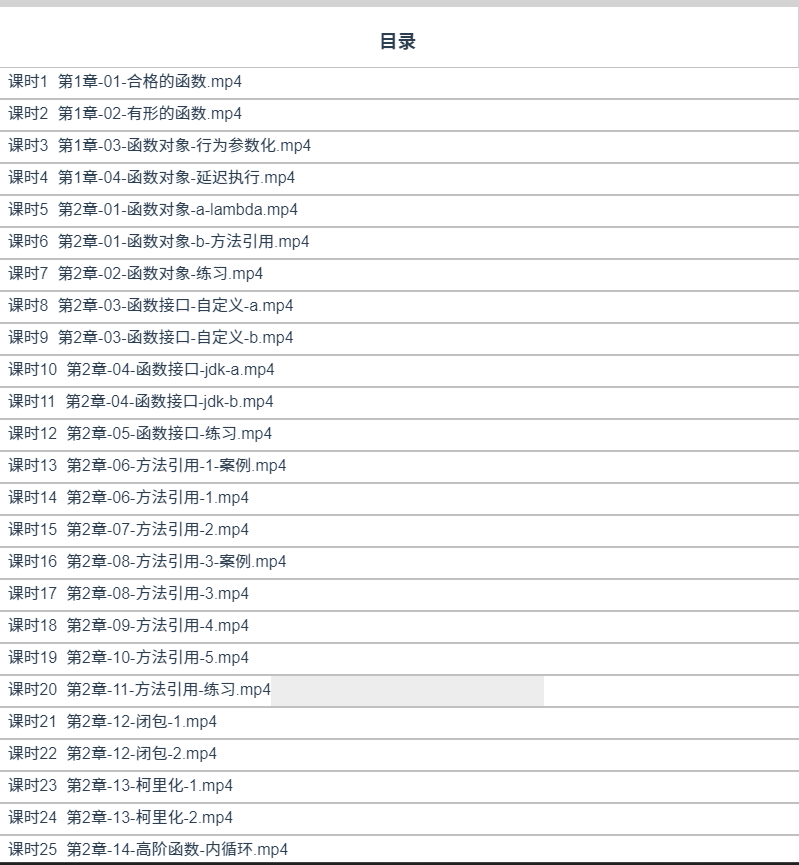 目录
课时1 第1章-01-合格的函数.mp4
课时2 第1章-02-有形的函数.mp4
课时3 第1章-03-函数对象-行为参数化.mp4
课时4 第1章-04-函数对象-延迟执行.mp4
课时5 第2章-01-函数对象-a-lambda.mp4
课时6 第2章-01-函数对象-b-方法引用.mp4
课时7 第2章-02-函数对象-练习.mp4
课时8 第2章-03-函数接口-自定义-a.mp4
课时9 第2章-03-函数接口-自定义-b.mp4
课时10 第2章-04-函数接口-jdk-a.mp4
课时11 第2章-04-函数接口-jdk-b.mp4
课时12 第2章-05-函数接口-练习.mp4
课时13 第2章-06-方法引用-1-案例.mp4
课时14 第2章-06-方法引用-1.mp4
课时15 第2章-07-方法引用-2.mp4
课时16 第2章-08-方法引用-3-案例.mp4
课时17 第2章-08-方法引用-3.mp4
课时18 第2章-09-方法引用-4.mp4
课时19 第2章-10-方法引用-5.mp4
课时20 第2章-11-方法引用-练习.mp4
课时21 第2章-12-闭包-1.mp4
课时22 第2章-12-闭包-2.mp4
课时23 第2章-13-柯里化-1.mp4
课时24 第2章-13-柯里化-2.mp4
课时25 第2章-14-高阶函数-内循环.mp4